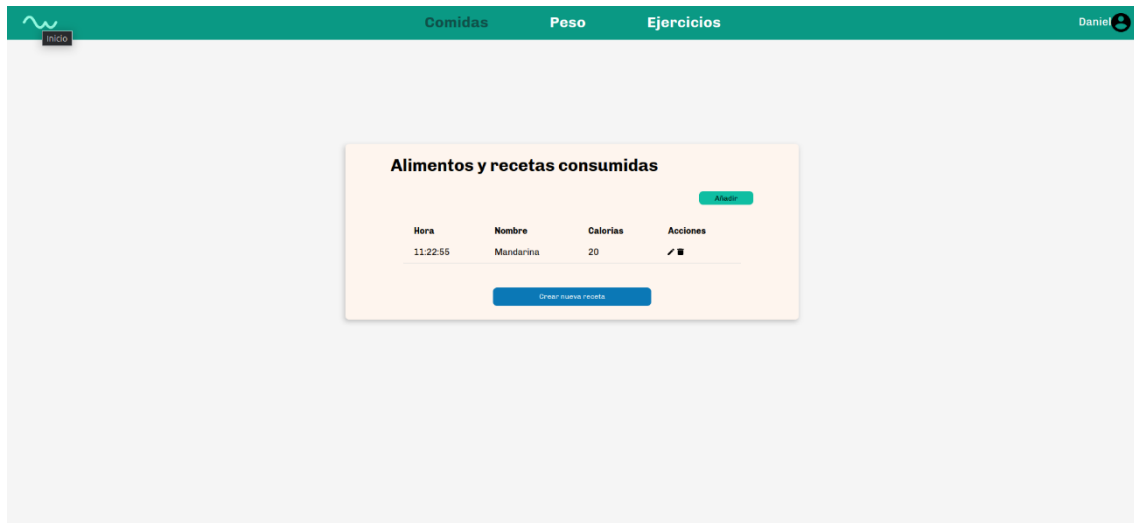 Comidas Peso Ejercicios Daniel
Inicio
Alimentos y recetas consumidas
Añadir
Hora Nombre Calorias Acciones
11:22:55 Mandarina 20
Crear nueva receta